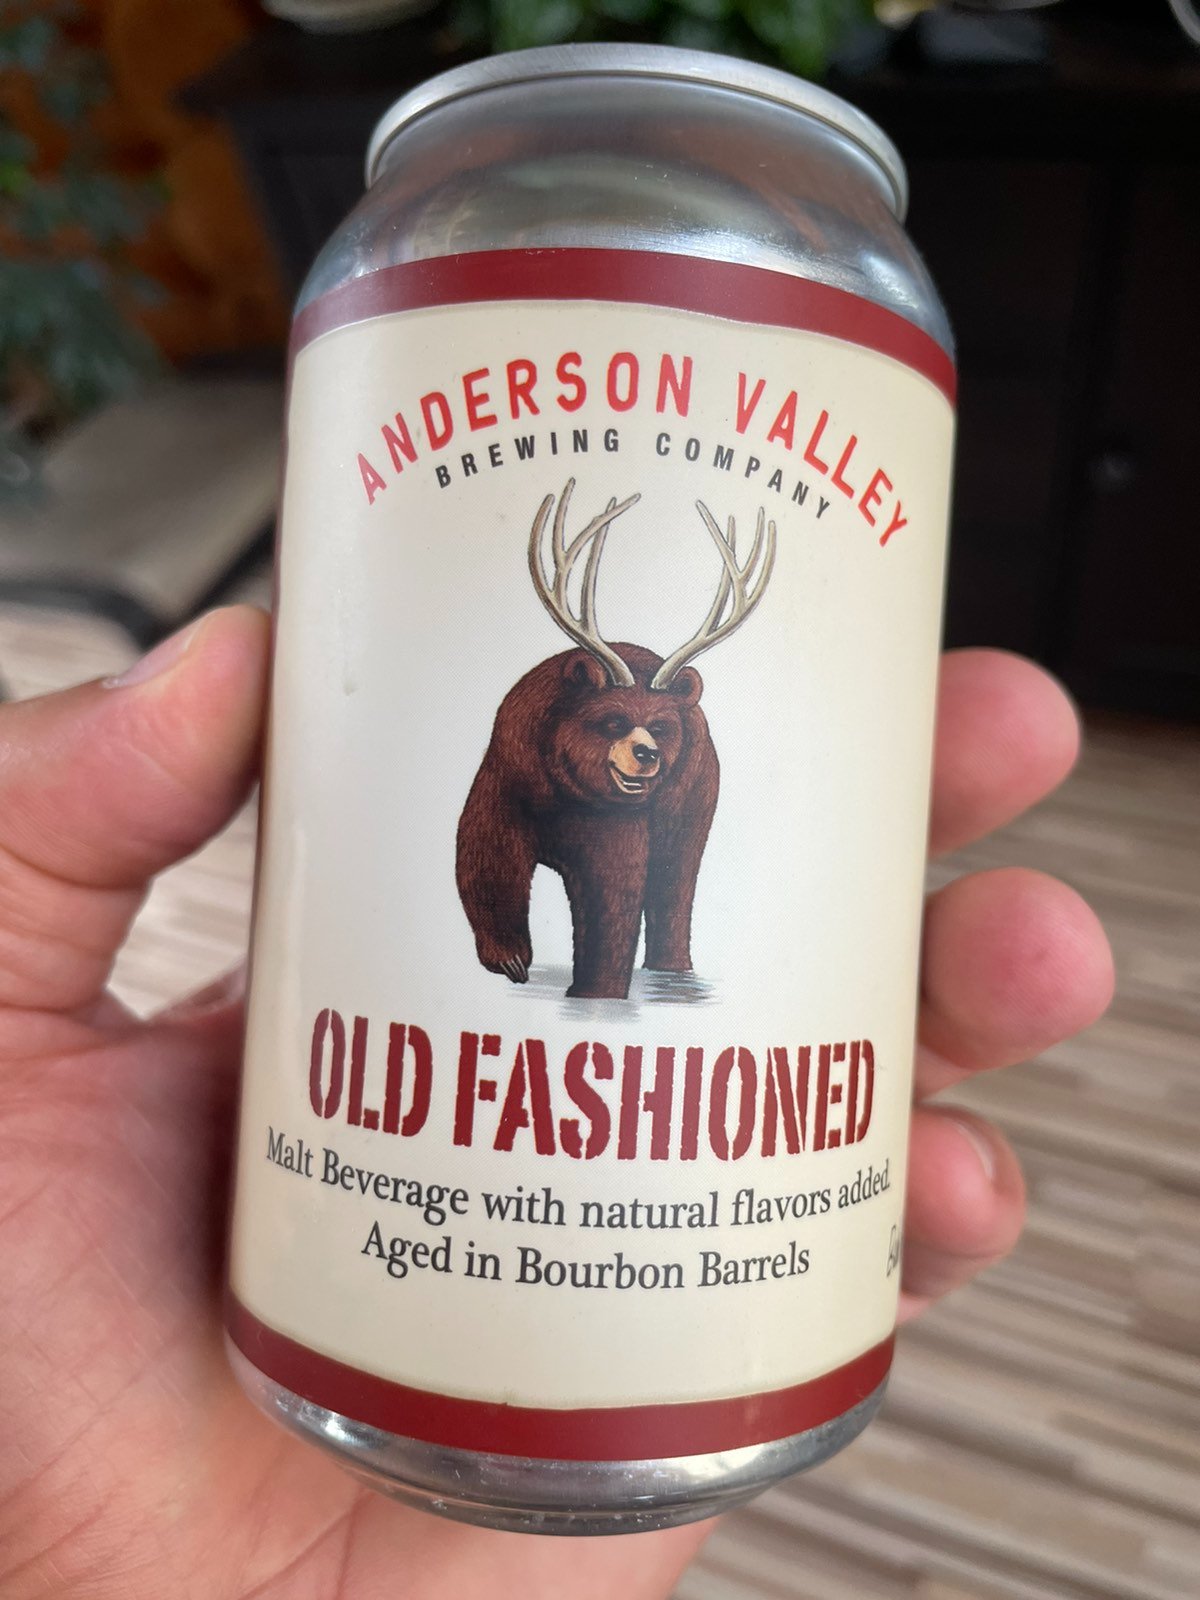 ANDERSON VALLEY
BREWING COMPANY
OLD FASHIONED
Malt Beverage with natural flavors added.
Aged in Bourbon Barrels